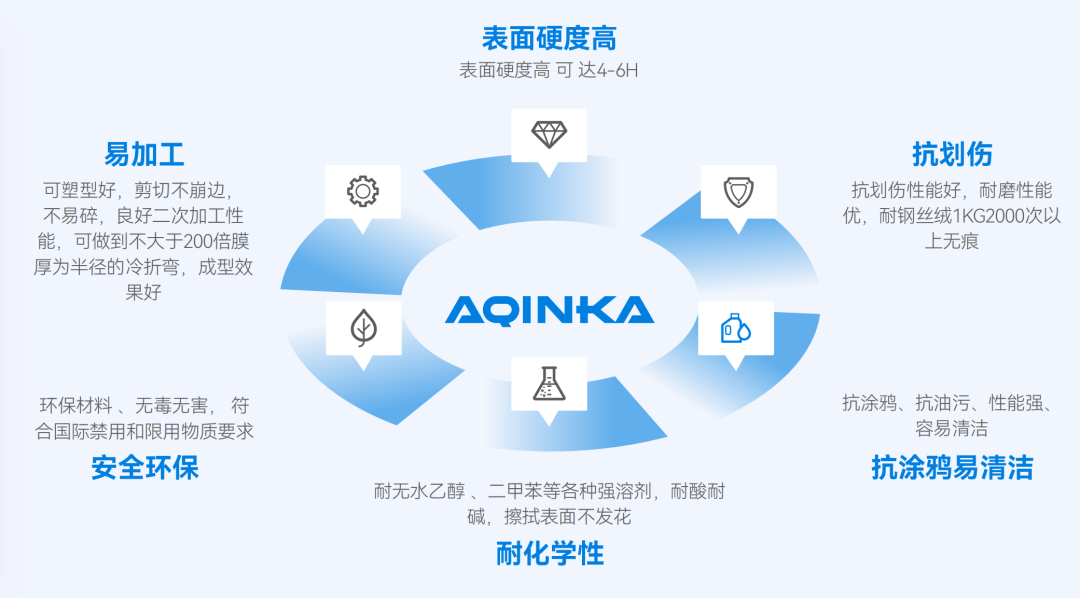 表面硬度高
表面硬度高 可 达4-6H
易加工
可塑型好，剪切不崩边，
不易碎，良好二次加工性
能，可做到不大于200倍膜
厚为半径的冷折弯，成型效
果好
抗划伤
抗划伤性能好，耐磨性能
优，耐钢丝绒1KG2000次以
上无痕
AQINKA
环保材料 、无毒无害， 符
合国际禁用和限用物质要求
安全环保
抗涂鸦、抗油污、性能强、
容易清洁
抗涂鸦易清洁
耐无水乙醇 、二甲苯等各种强溶剂，耐酸耐
碱，擦拭表面不发花
耐化学性